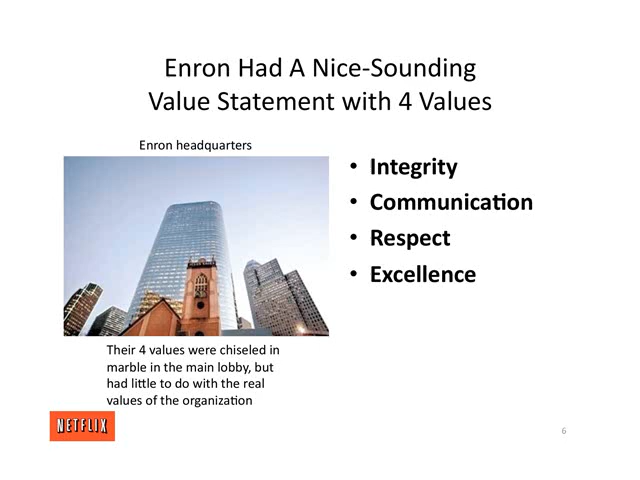 Enron Had A Nice-Sounding
Value Statement with 4 Values
Enron headquarters
• Integrity
• Communication
• Respect
• Excellence
Their 4 values were chiseled in
marble in the main lobby, but
had little to do with the real
values of the organization
NETFLIX
6